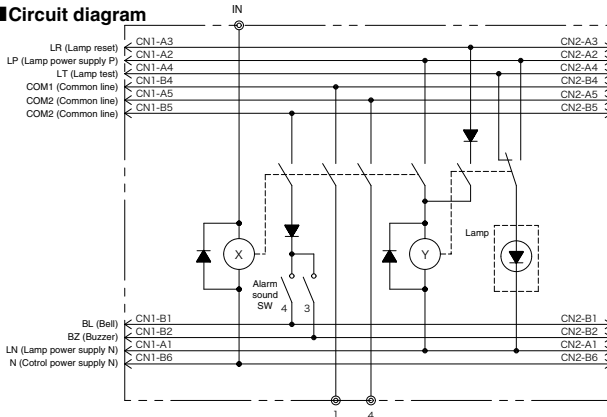 ■Circuit diagram
IN
LR (Lamp reset) CN1-A3 CN2-A3
LP (Lamp power supply P) CN1-A2 CN2-A2
LT (Lamp test) CN1-A4 CN2-A4
COM1 (Common line) CN1-B4 CN2-B4
COM2 (Common line) CN1-A5 CN2-A5
COM2 (Common line) CN1-B5 CN2-B5
Lamp
X Y
Alarm
sound
SW 4 3
BL (Bell) CN1-B1 CN2-B1
BZ (Buzzer) CN1-B2 CN2-B2
LN (Lamp power supply N) CN1-A1 CN2-A1
N (Cotrol power supply N) CN1-B6 CN2-B6
1 4